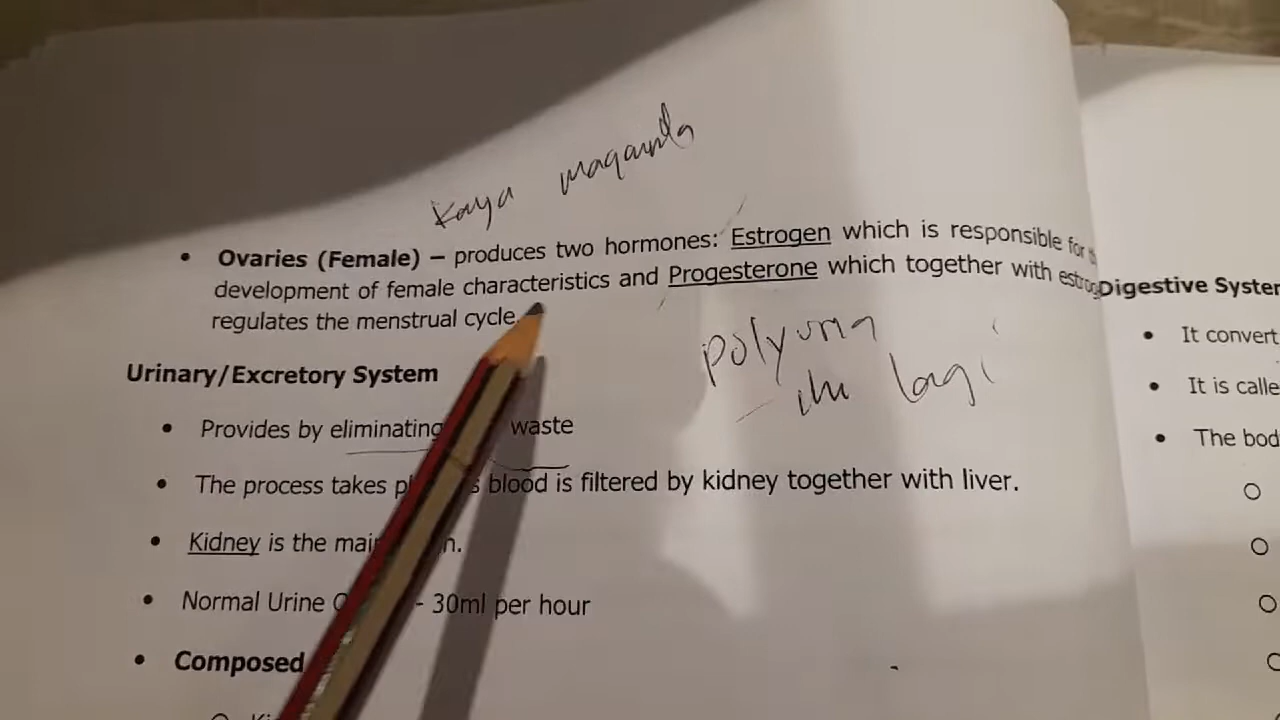 kaya maganda
• Ovaries (Female) – produces two hormones: Estrogen which is responsible for
development of female characteristics and Progesterone which together with estrog
regulates the menstrual cycle.
polyuria
ihi lagi
Urinary/Excretory System
• Provides by eliminating waste
• The process takes blood is filtered by kidney together with liver.
• Kidney is the
• Normal Urine - 30ml per hour
• Composed
Digestive System
• It convert
• It is calle
• The bod